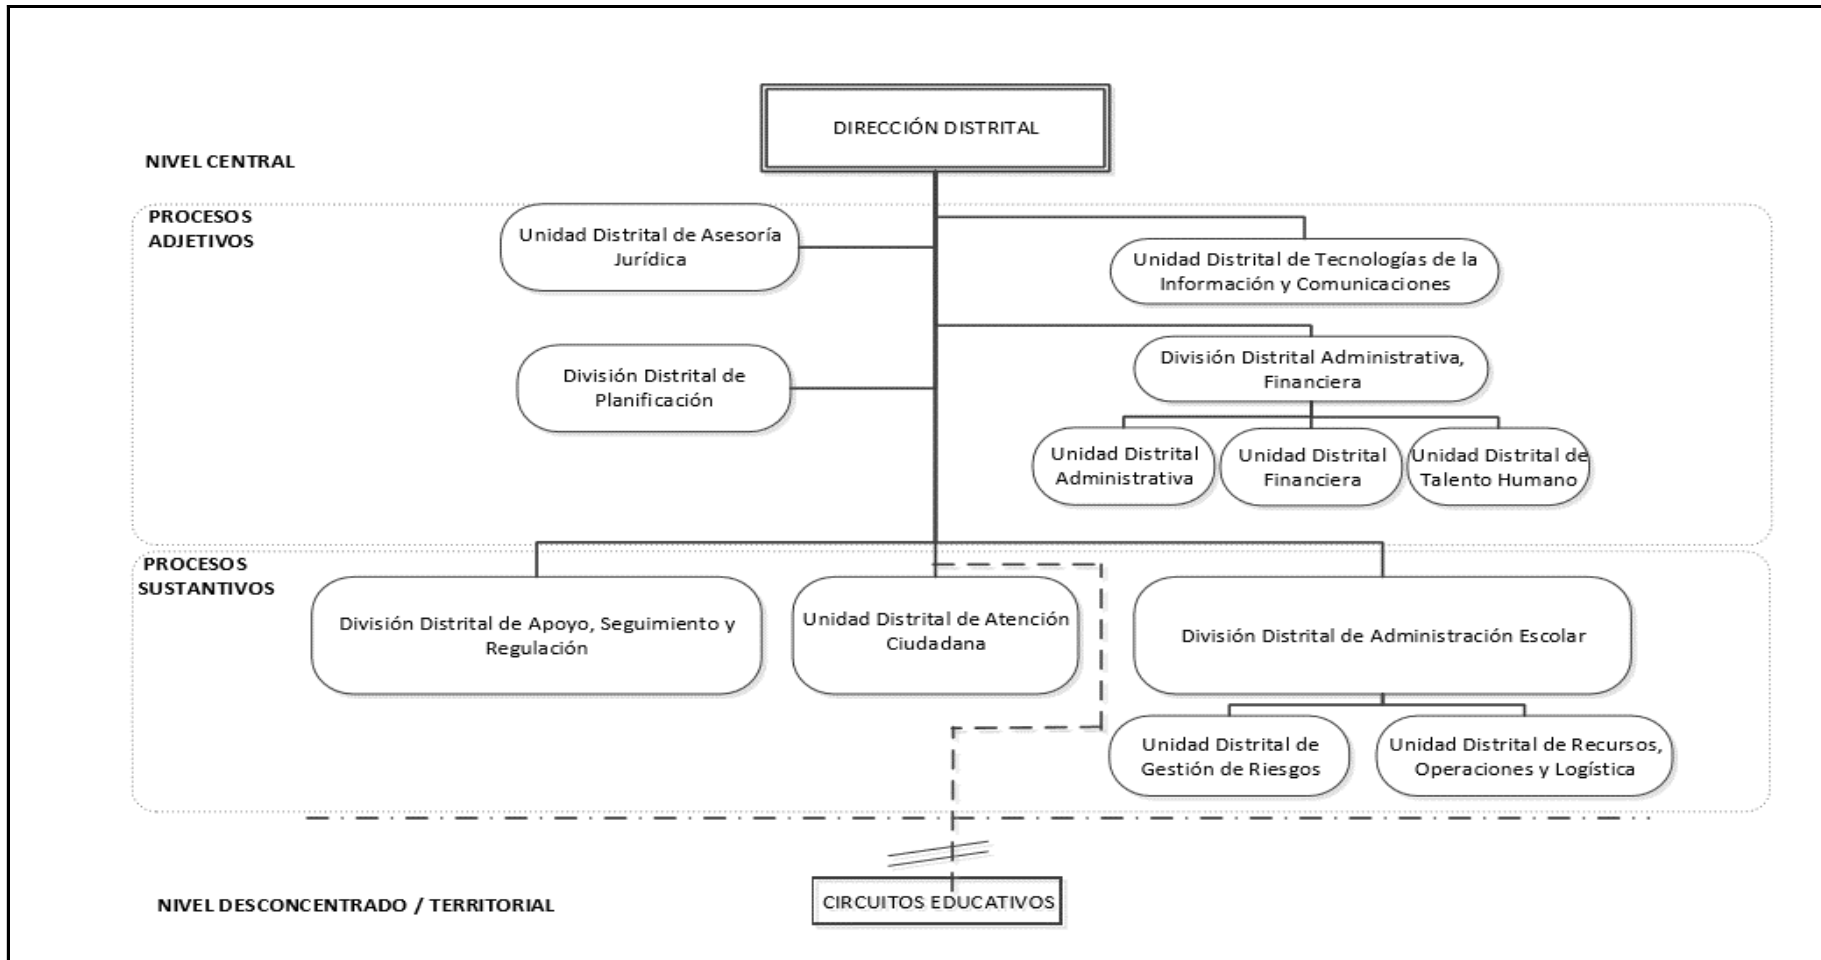 DIRECCIÓN DISTRITAL
NIVEL CENTRAL
PROCESOS
ADJETIVOS
Unidad Distrital de Asesoría
Jurídica
Unidad Distrital de Tecnologías de la
Información y Comunicaciones
División Distrital de
Planificación
División Distrital Administrativa,
Financiera
Unidad Distrital
Administrativa
Unidad Distrital
Financiera
Unidad Distrital de
Talento Humano
PROCESOS
SUSTANTIVOS
División Distrital de Apoyo, Seguimiento y
Regulación
Unidad Distrital de Atención
Ciudadana
División Distrital de Administración Escolar
Unidad Distrital de
Gestión de Riesgos
Unidad Distrital de Recursos,
Operaciones y Logística
NIVEL DESCONCENTRADO / TERRITORIAL
CIRCUITOS EDUCATIVOS